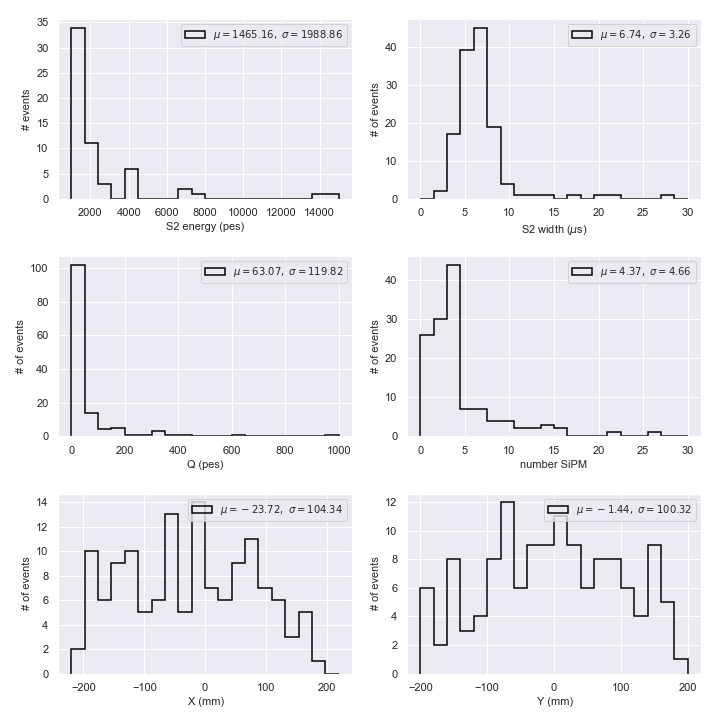 μ = 1465.16, σ = 1988.86
35
30
25
20
15
10
5
0
# events
2000 4000 6000 8000 10000 12000 14000
S2 energy (pes)
μ = 6.74, σ = 3.26
40
30
20
10
0
# of events
0 5 10 15 20 25 30
S2 width (μs)
μ = 63.07, σ = 119.82
100
80
60
40
20
0
# of events
0 200 400 600 800 1000
Q (pes)
μ = 4.37, σ = 4.66
40
30
20
10
0
# of events
0 5 10 15 20 25 30
number SiPM
μ = −23.72, σ = 104.34
14
12
10
8
6
4
2
0
# of events
−200 −100 0 100 200
X (mm)
μ = −1.44, σ = 100.32
12
10
8
6
4
2
0
# of events
−200 −100 0 100 200
Y (mm)